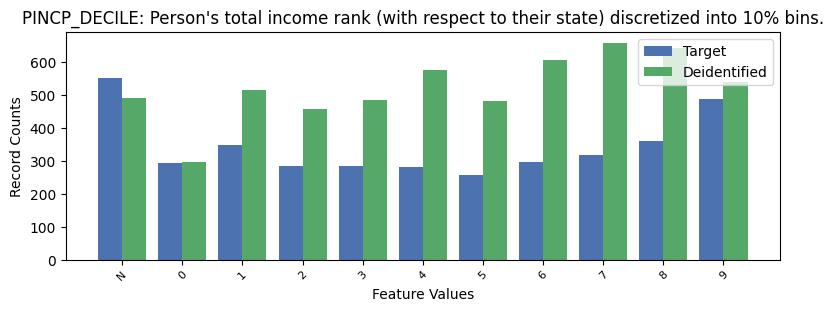 PINCP_DECILE: Person's total income rank (with respect to their state) discretized into 10% bins.
Target
Deidentified
Record Counts
600
500
400
300
200
100
0
N 0 1 2 3 4 5 6 7 8 9
Feature Values